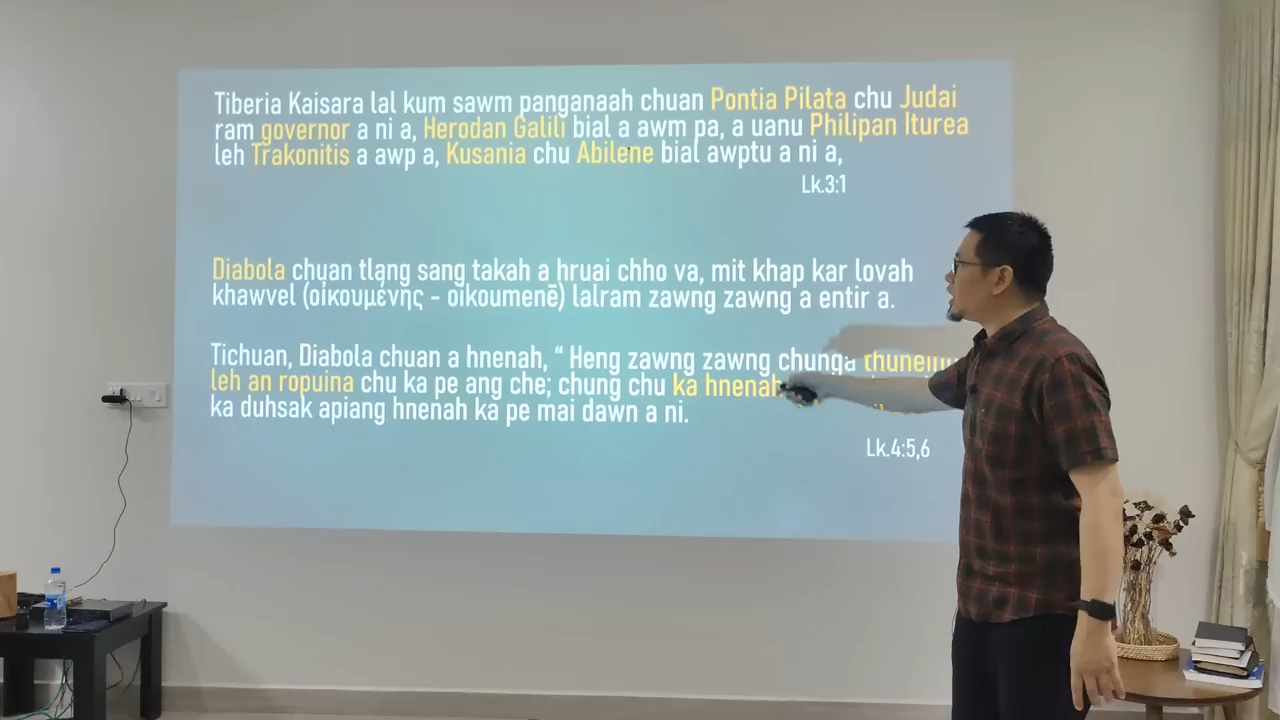 Tiberia Kaisara lal kum sawm panganaah chuan Pontia Pilata chu Judai
ram governor a ni a, Herodan Galili bial a awm pa, a uanu Philipan Iturea
leh Trakonitis a awp a, Kusania chu Abilene bial awptu a ni a,
Lk.3:1
Diabola chuan tlang sang takah a hruai chho va, mit khap kar lovah
khawvel (οἰκουμένης - oikoumenē) lalram zawng zawng a entir a.
Tichuan, Diabola chuan a hnenah, “ Heng zawng zawng chunga
leh an ropuina chu ka pe ang che; chung chu ka hnenah
ka duhsak apiang hnenah ka pe mai dawn a ni.
Lk.4:5,6